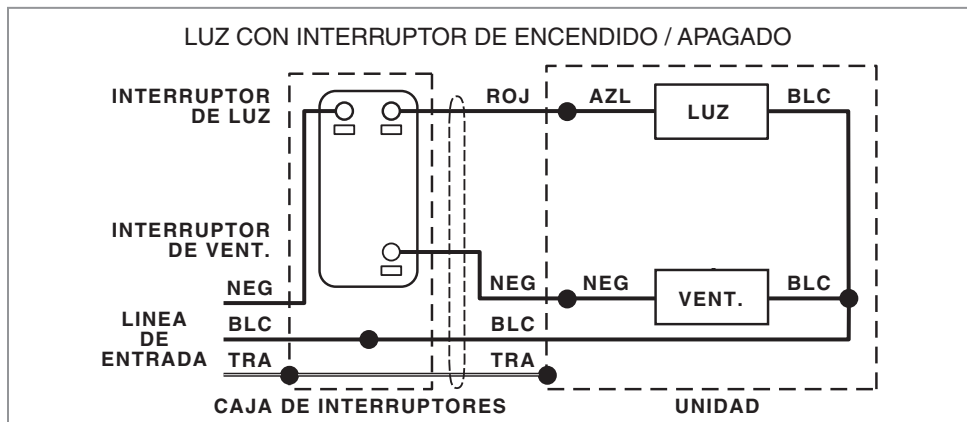 LUZ CON INTERRUPTOR DE ENCENDIDO / APAGADO
INTERRUPTOR
DE LUZ
ROJ
AZL
LUZ
BLC
INTERRUPTOR
DE VENT.
NEG
NEG
NEG
VENT.
BLC
LINEA
DE
ENTRADA
BLC
BLC
TRA
TRA
CAJA DE INTERRUPTORES
UNIDAD